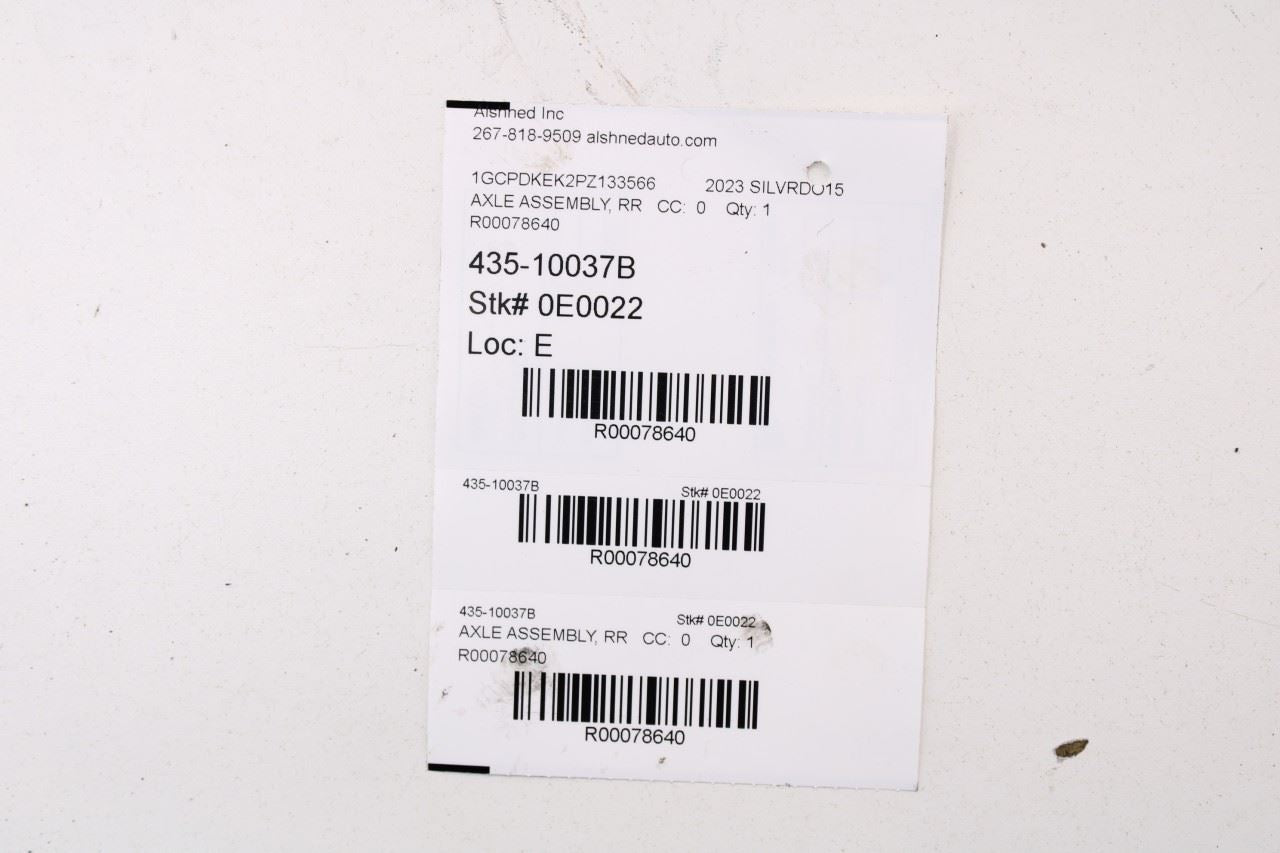 Alshned Inc
267-818-9509 alshnedauto.com
1GCPDKEK2PZ133566 2023 SILVRDO15
AXLE ASSEMBLY, RR CC: 0 Qty: 1
R00078640
435-10037B
Stk# 0E0022
Loc: E
R00078640
435-10037B Stk# 0E0022
R00078640
435-10037B Stk# 0E0022
AXLE ASSEMBLY, RR CC: 0 Qty: 1
R00078640
R00078640